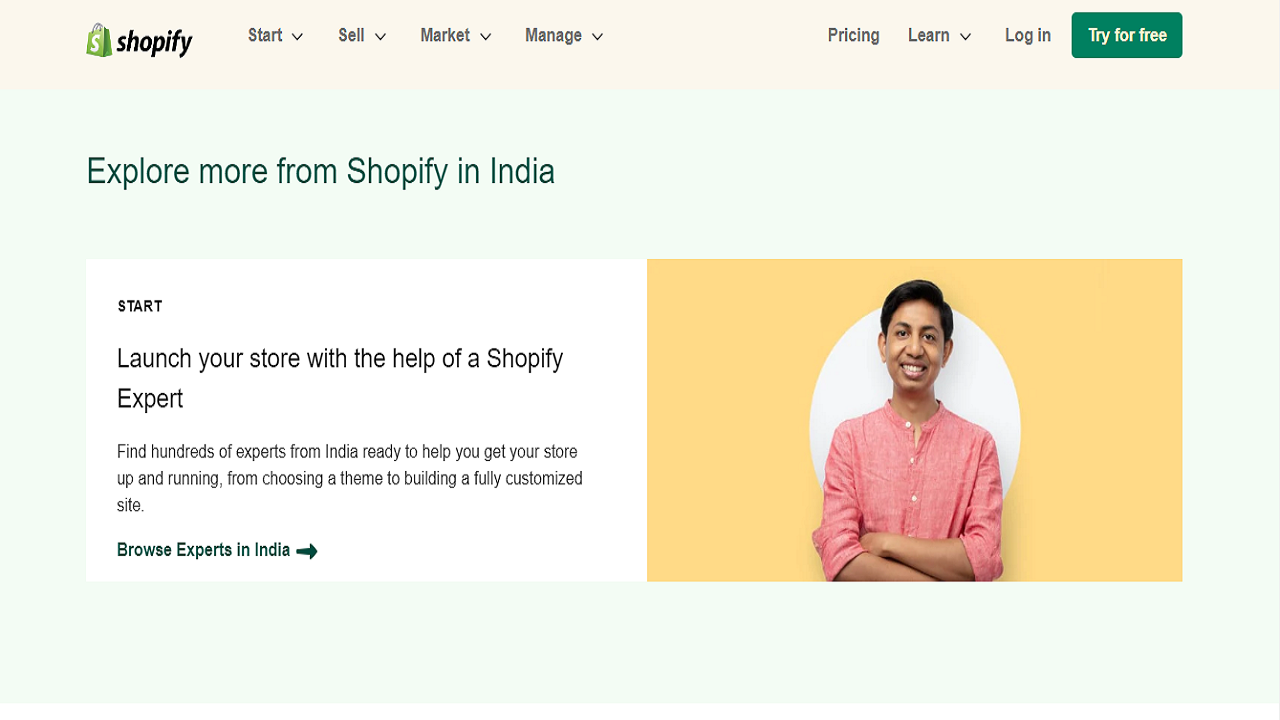 shopify Start Sell Market Manage Pricing Learn Log in Try for free
Explore more from Shopify in India
START
Launch your store with the help of a Shopify
Expert
Find hundreds of experts from India ready to help you get your store
up and running, from choosing a theme to building a fully customized
site.
Browse Experts in India